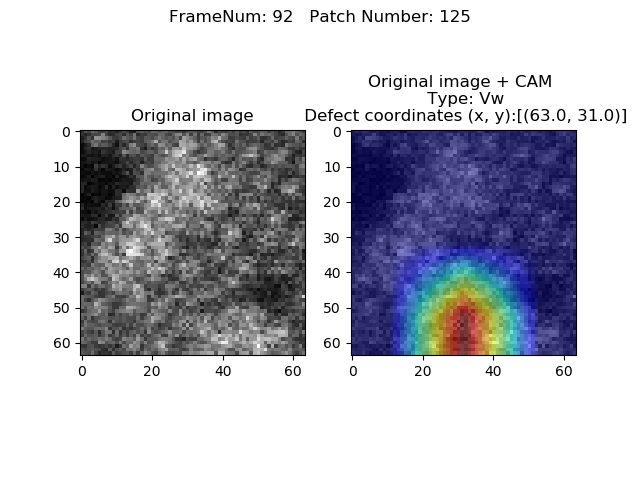 FrameNum: 92   Patch Number: 125
Original image
Original image + CAM
Type: Vw
Defect coordinates (x, y):[(63.0, 31.0)]
0
10
20
30
40
50
60
0 20 40 60
0
10
20
30
40
50
60
0 20 40 60